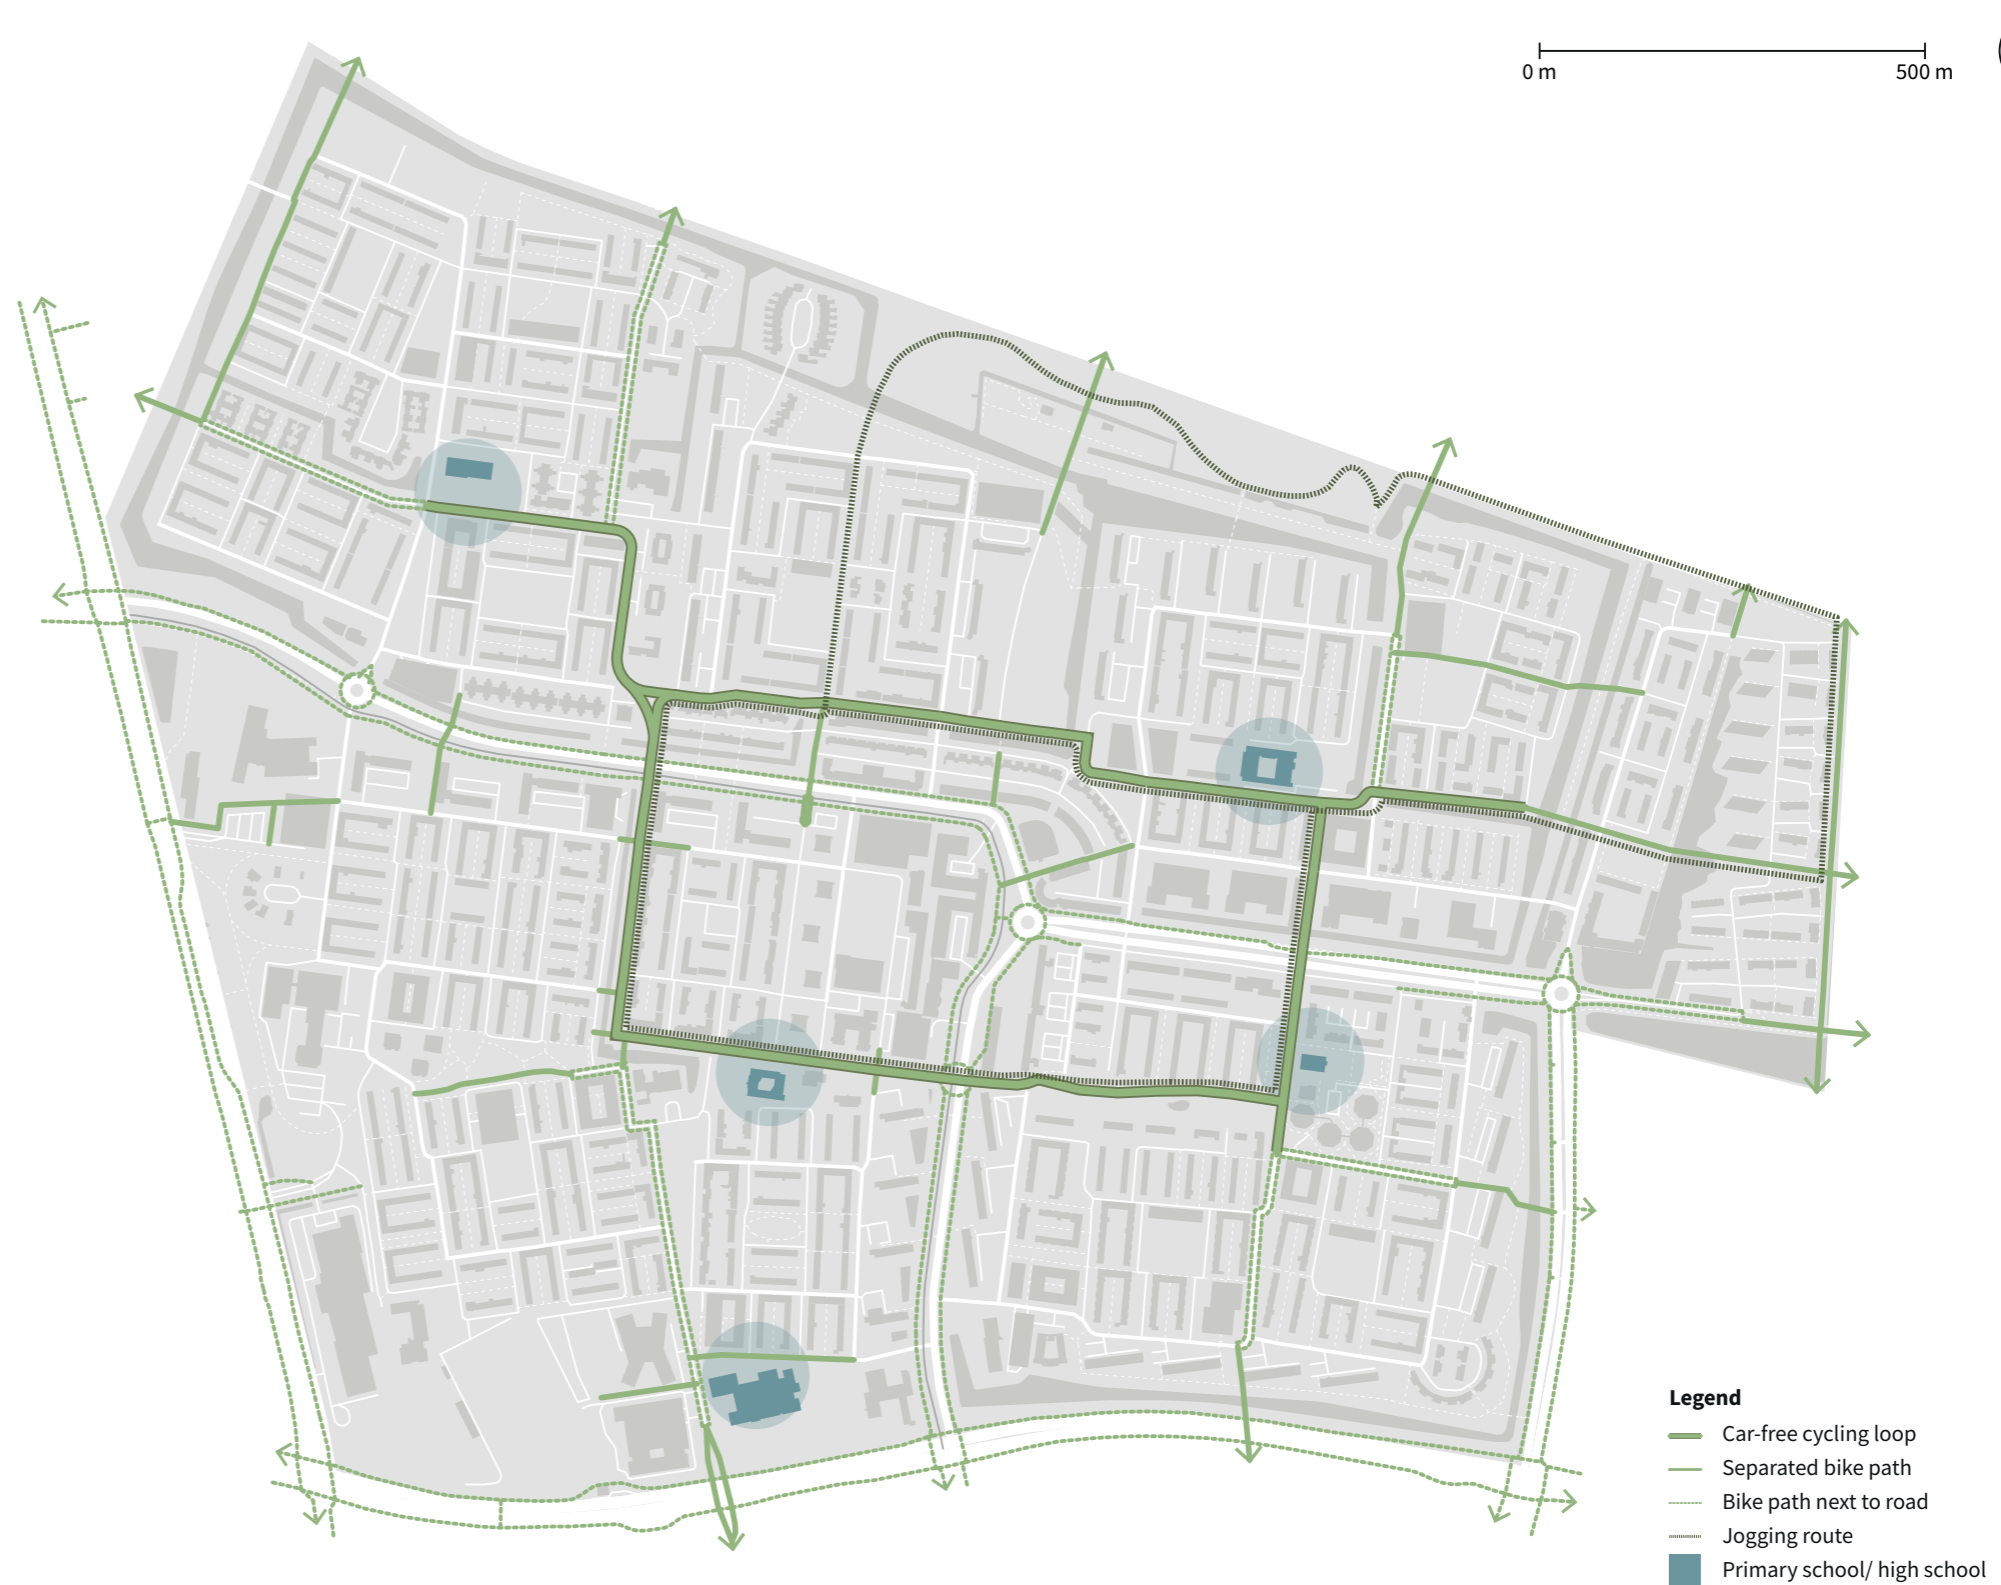 0 m
500 m
Legend
Car-free cycling loop
Separated bike path
Bike path next to road
Jogging route
Primary school/ high school